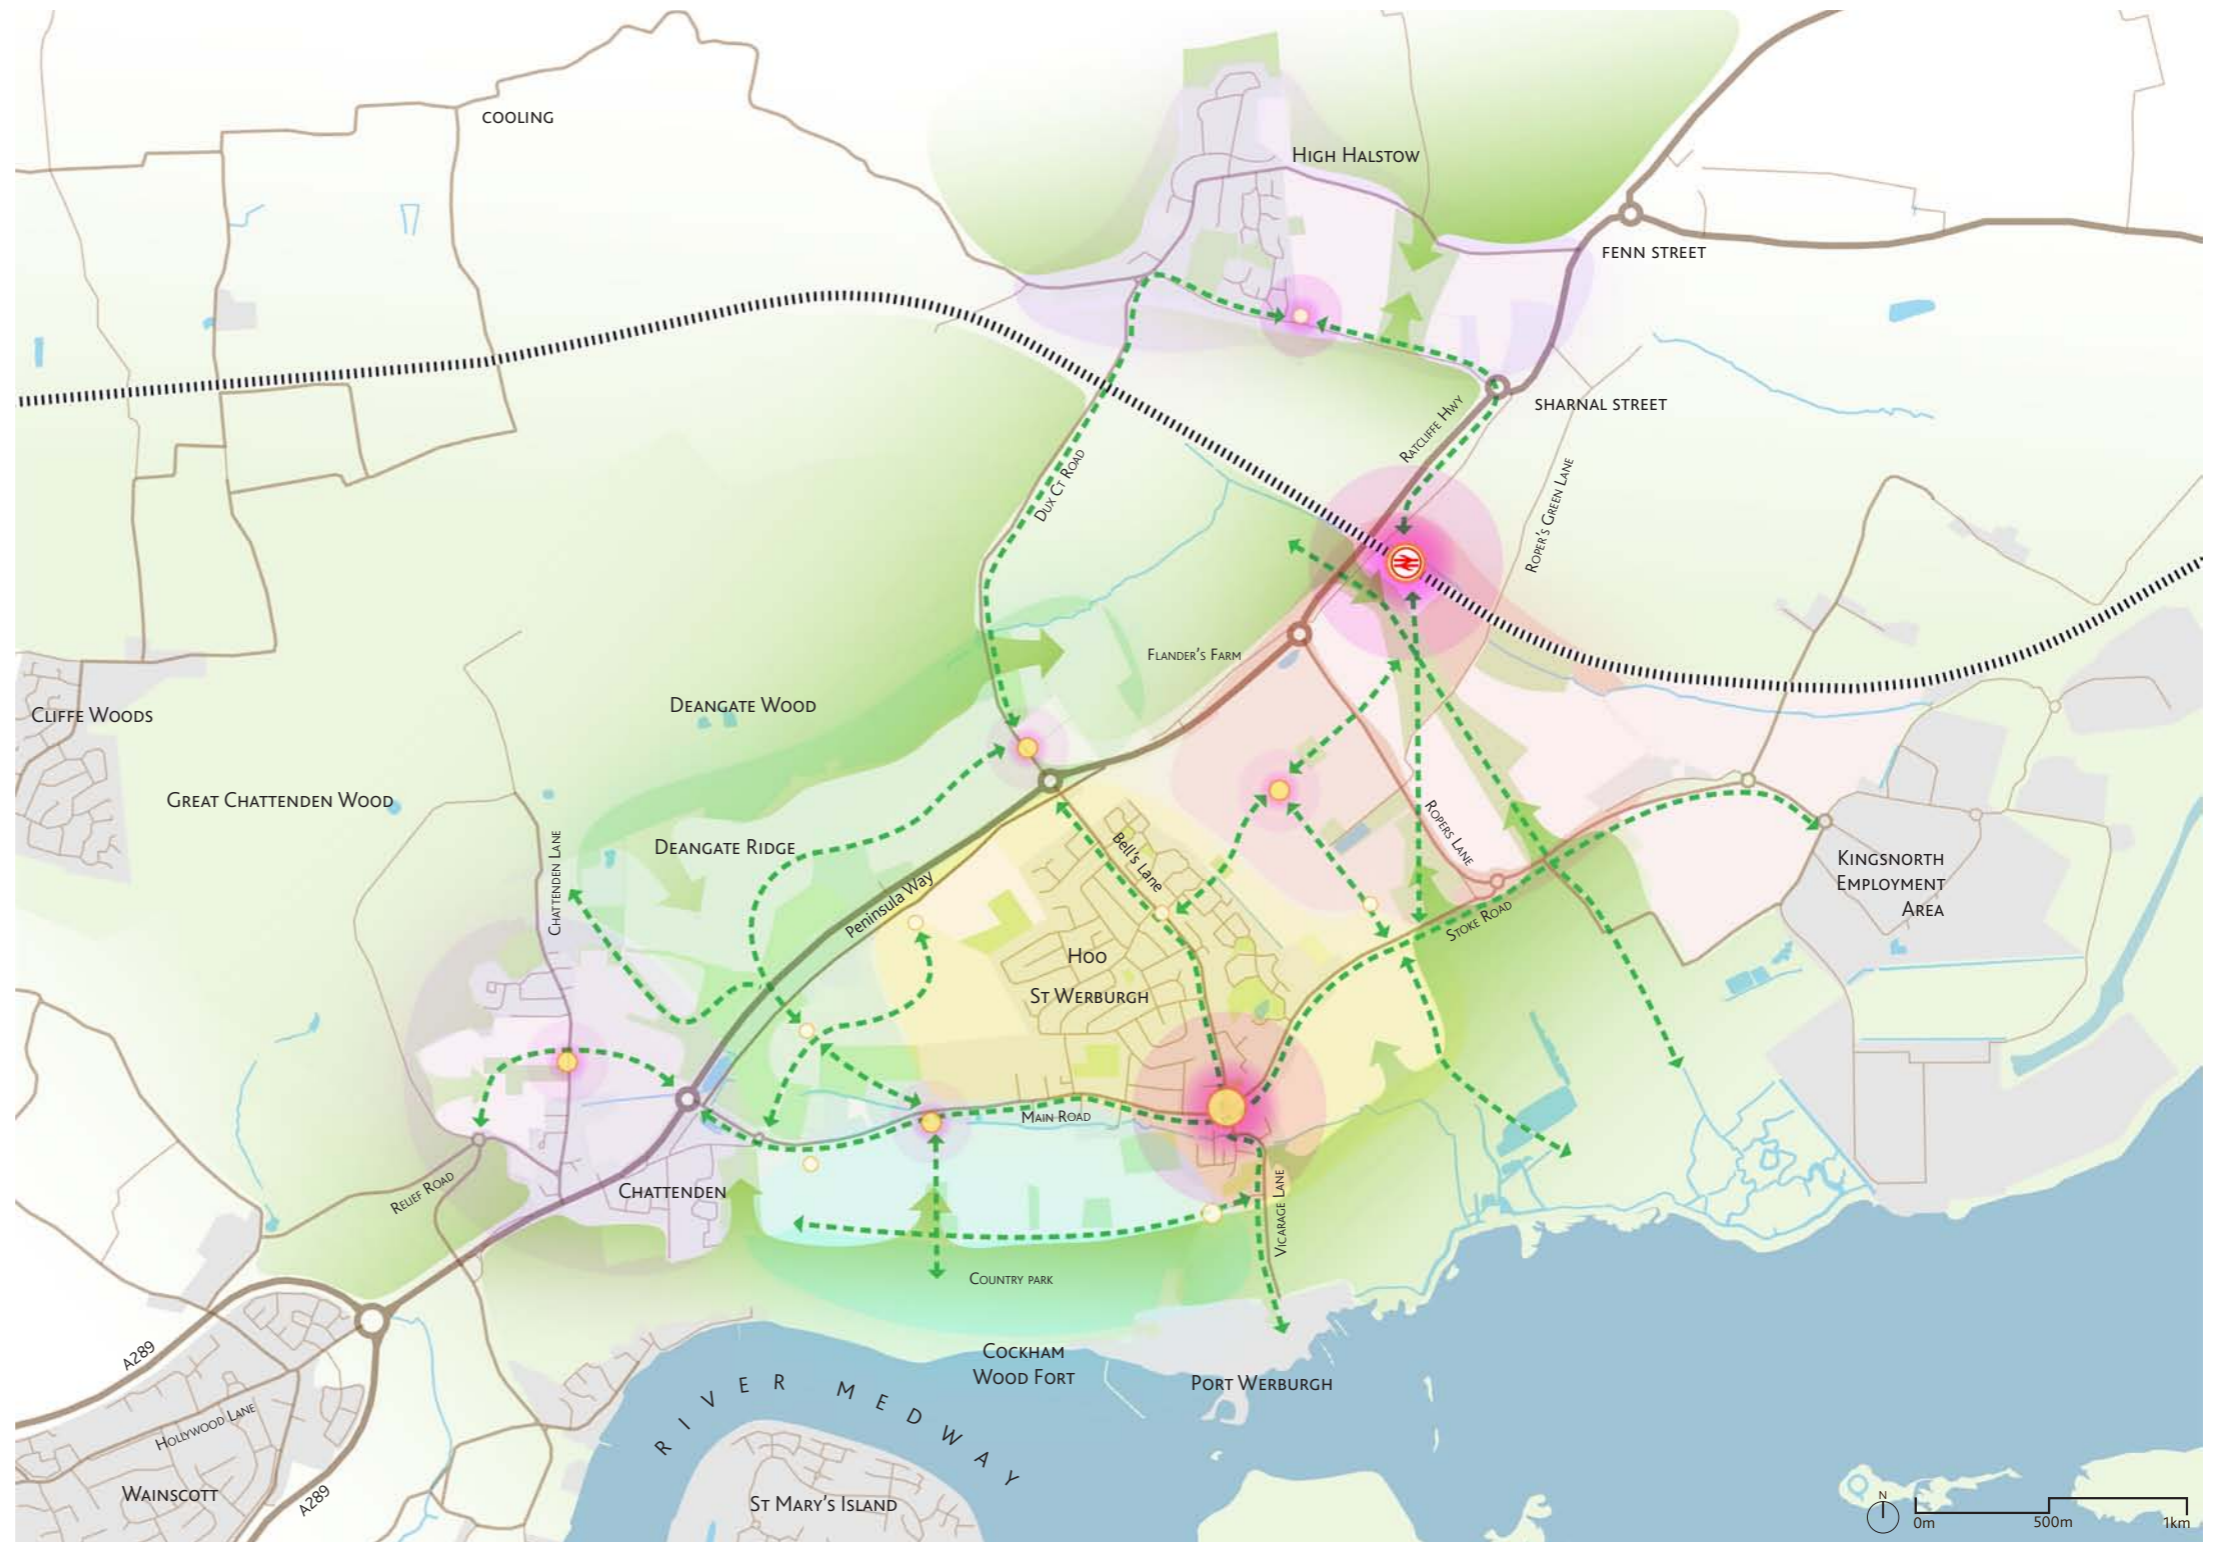 COOLING
HIGH HALSTOW
FENN STREET
SHARNAL STREET
RATCLIFFE HWY
ROPER'S GREEN LANE
DUX CT ROAD
FLANDER'S FARM
DEANGATE WOOD
CLIFFE WOODS
GREAT CHATTENDEN WOOD
CHATTENDEN LANE
DEANGATE RIDGE
Peninsula Way
Bell's Lane
ROPERS LANE
STOKE ROAD
KINGSNORTH
EMPLOYMENT
AREA
HOO
ST WERBURGH
MAIN ROAD
RELIEF ROAD
CHATTENDEN
VICARAGE LANE
COUNTRY PARK
COCKHAM
WOOD FORT
PORT WERBURGH
RIVER MEDWAY
A289
HOLLYWOOD LANE
WAINSCOTT
A289
ST MARY'S ISLAND
N
0m 500m 1km